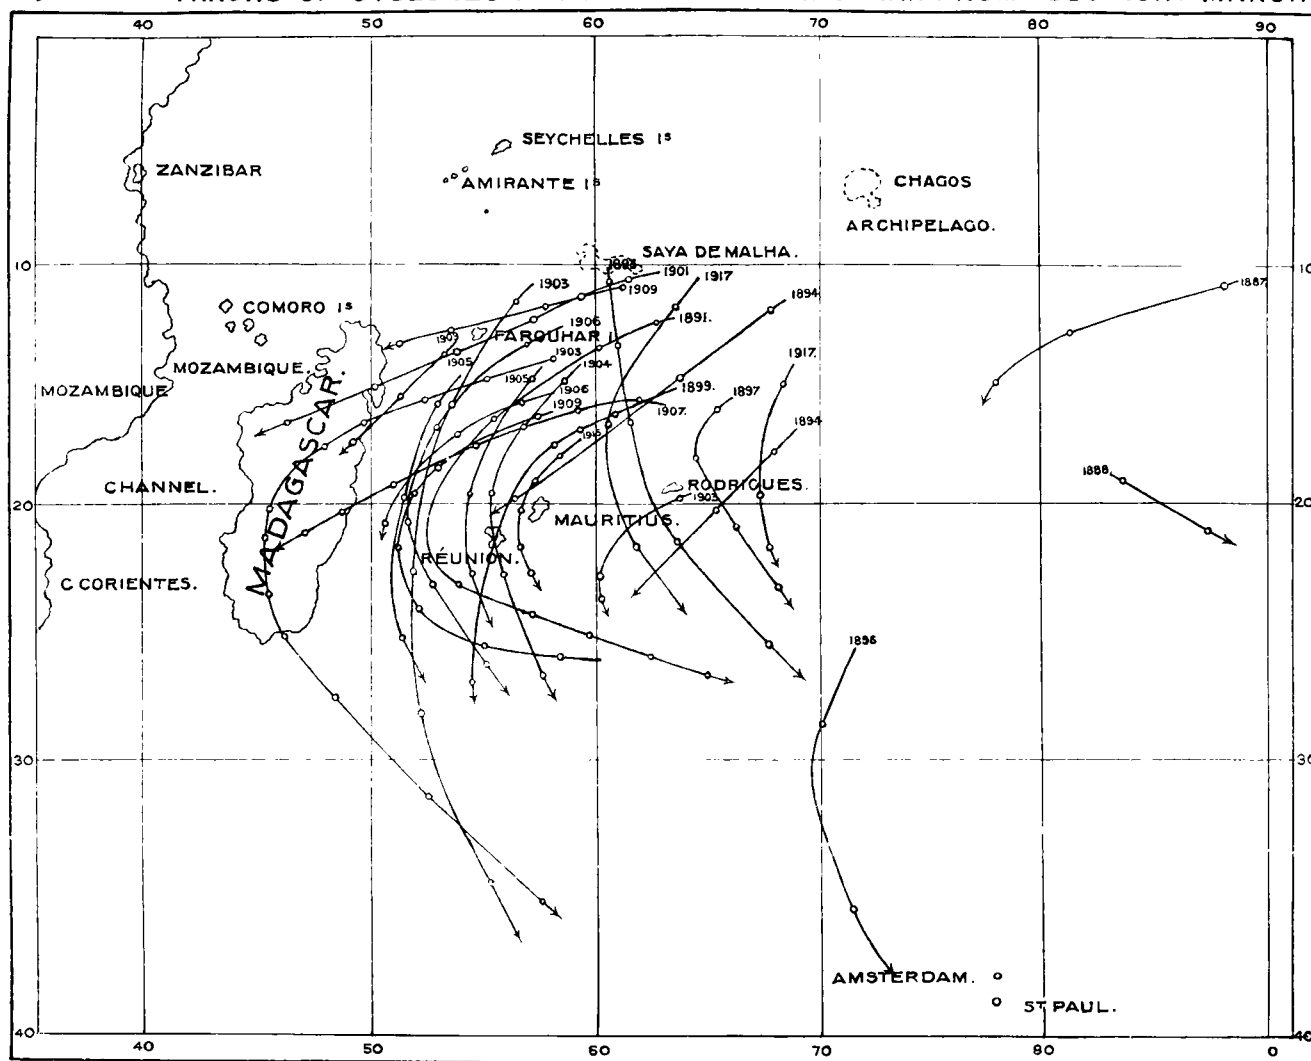 40 50 60 70 80 90
SEYCHELLES Is
ZANZIBAR
AMIRANTE Is
CHAGOS
ARCHIPELAGO.
SAYA DE MALHA.
10 10
1901
1917
1903
1909
1894
1887
COMORO Is
1906
1891.
1909
FARQUHAR I
MOZAMBIQUE.
1905
1903
1904
1917.
MOZAMBIQUE
1905
1906
1899.
1897
1909
1907.
1894
MADAGASCAR.
1888
CHANNEL.
RODRIGUES.
1903
20 20
MAURITIUS.
RÉUNION.
C CORIENTES.
1896
30 30
AMSTERDAM.
ST PAUL.
40 40
40 50 60 70 80 0